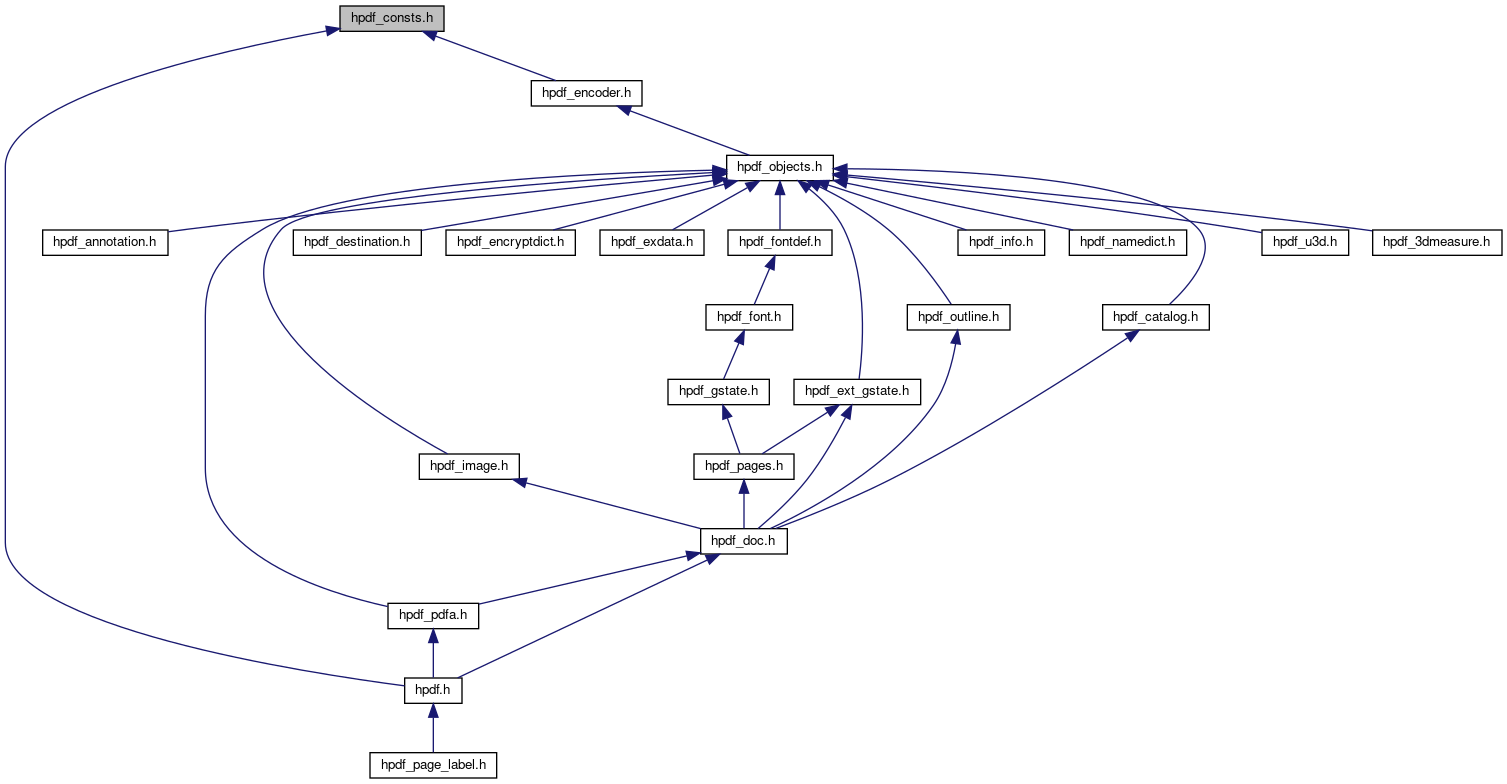 hpdf_consts.h
hpdf_encoder.h
hpdf_objects.h
hpdf_annotation.h
hpdf_destination.h
hpdf_encryptdict.h
hpdf_exdata.h
hpdf_fontdef.h
hpdf_info.h
hpdf_namedict.h
hpdf_u3d.h
hpdf_3dmeasure.h
hpdf_font.h
hpdf_outline.h
hpdf_catalog.h
hpdf_gstate.h
hpdf_ext_gstate.h
hpdf_image.h
hpdf_pages.h
hpdf_doc.h
hpdf_pdfa.h
hpdf.h
hpdf_page_label.h